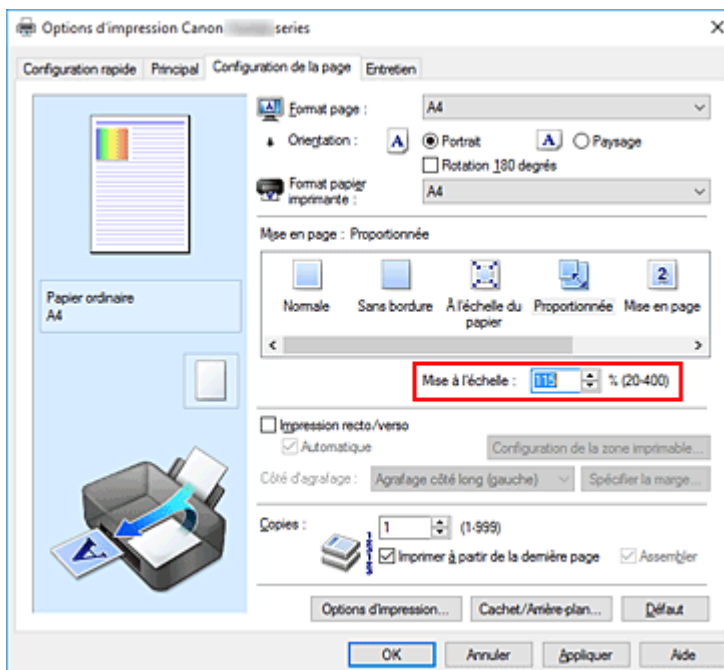 Options d'impression Canon series
Configuration rapide Principal Configuration de la page Entretien
Format page : A4
Orientation : A Portrait A Paysage
Rotation 180 degrés
Format papier
imprimante : A4
Mise en page : Proportionnée
2
Normale Sans bordure À l'échelle du papier Proportionnée Mise en page
Papier ordinaire
A4
Mise à l'échelle : 115 % (20-400)
Impression recto/verso
Automatique Configuration de la zone imprimable...
Côté d'agrafage : Agrafage côté long (gauche) Spécifier la marge...
Copies : 1 (1-999)
Imprimer à partir de la dernière page Assembler
Options d'impression... Cachet/Arrière-plan... Défaut
OK Annuler Appliquer Aide